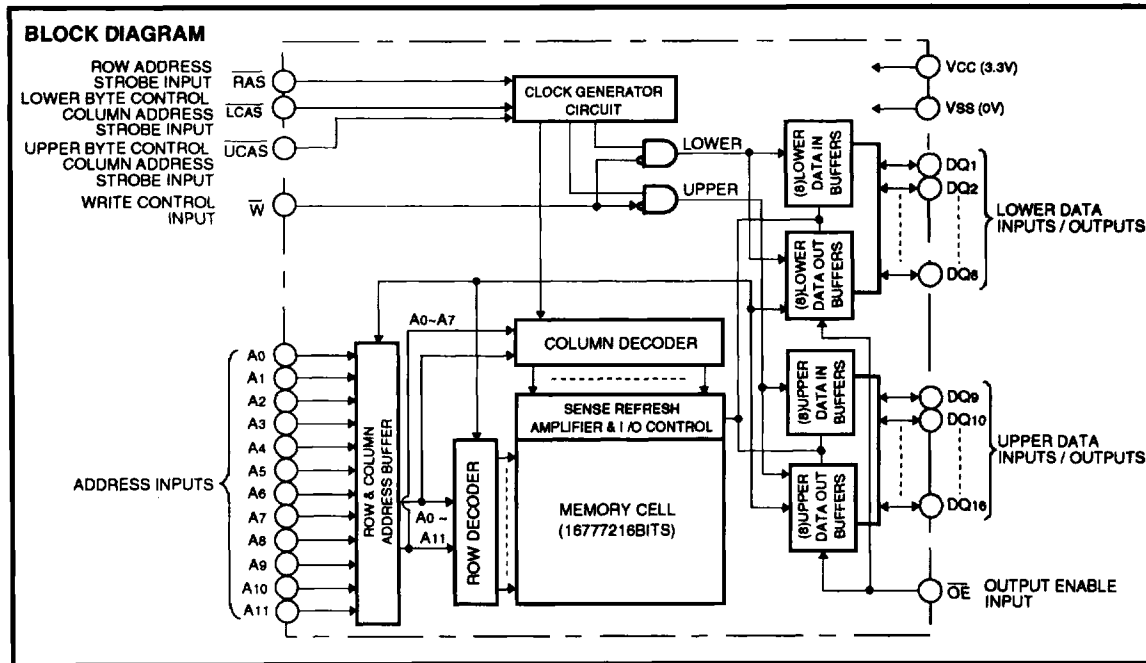 BLOCK DIAGRAM
ROW ADDRESS
STROBE INPUT
RAS
LOWER BYTE CONTROL
COLUMN ADDRESS
STROBE INPUT
LCAS
UPPER BYTE CONTROL
COLUMN ADDRESS
STROBE INPUT
UCAS
WRITE CONTROL
INPUT
W
CLOCK GENERATOR
CIRCUIT
LOWER
UPPER
(8)LOWER
DATA IN
BUFFERS
(8)LOWER
DATA OUT
BUFFERS
VCC (3.3V)
VSS (0V)
DQ1
DQ2
DQ8
LOWER DATA
INPUTS / OUTPUTS
A0~A7
COLUMN DECODER
SENSE REFRESH
AMPLIFIER & I /O CONTROL
MEMORY CELL
(16777216BITS)
ROW DECODER
A0 ~
A11
ROW & COLUMN
ADDRESS BUFFER
ADDRESS INPUTS
A0
A1
A2
A3
A4
A5
A6
A7
A8
A9
A10
A11
(8)UPPER
DATA IN
BUFFERS
(8)UPPER
DATA OUT
BUFFERS
DQ9
DQ10
DQ16
UPPER DATA
INPUTS / OUTPUTS
OE
OUTPUT ENABLE
INPUT